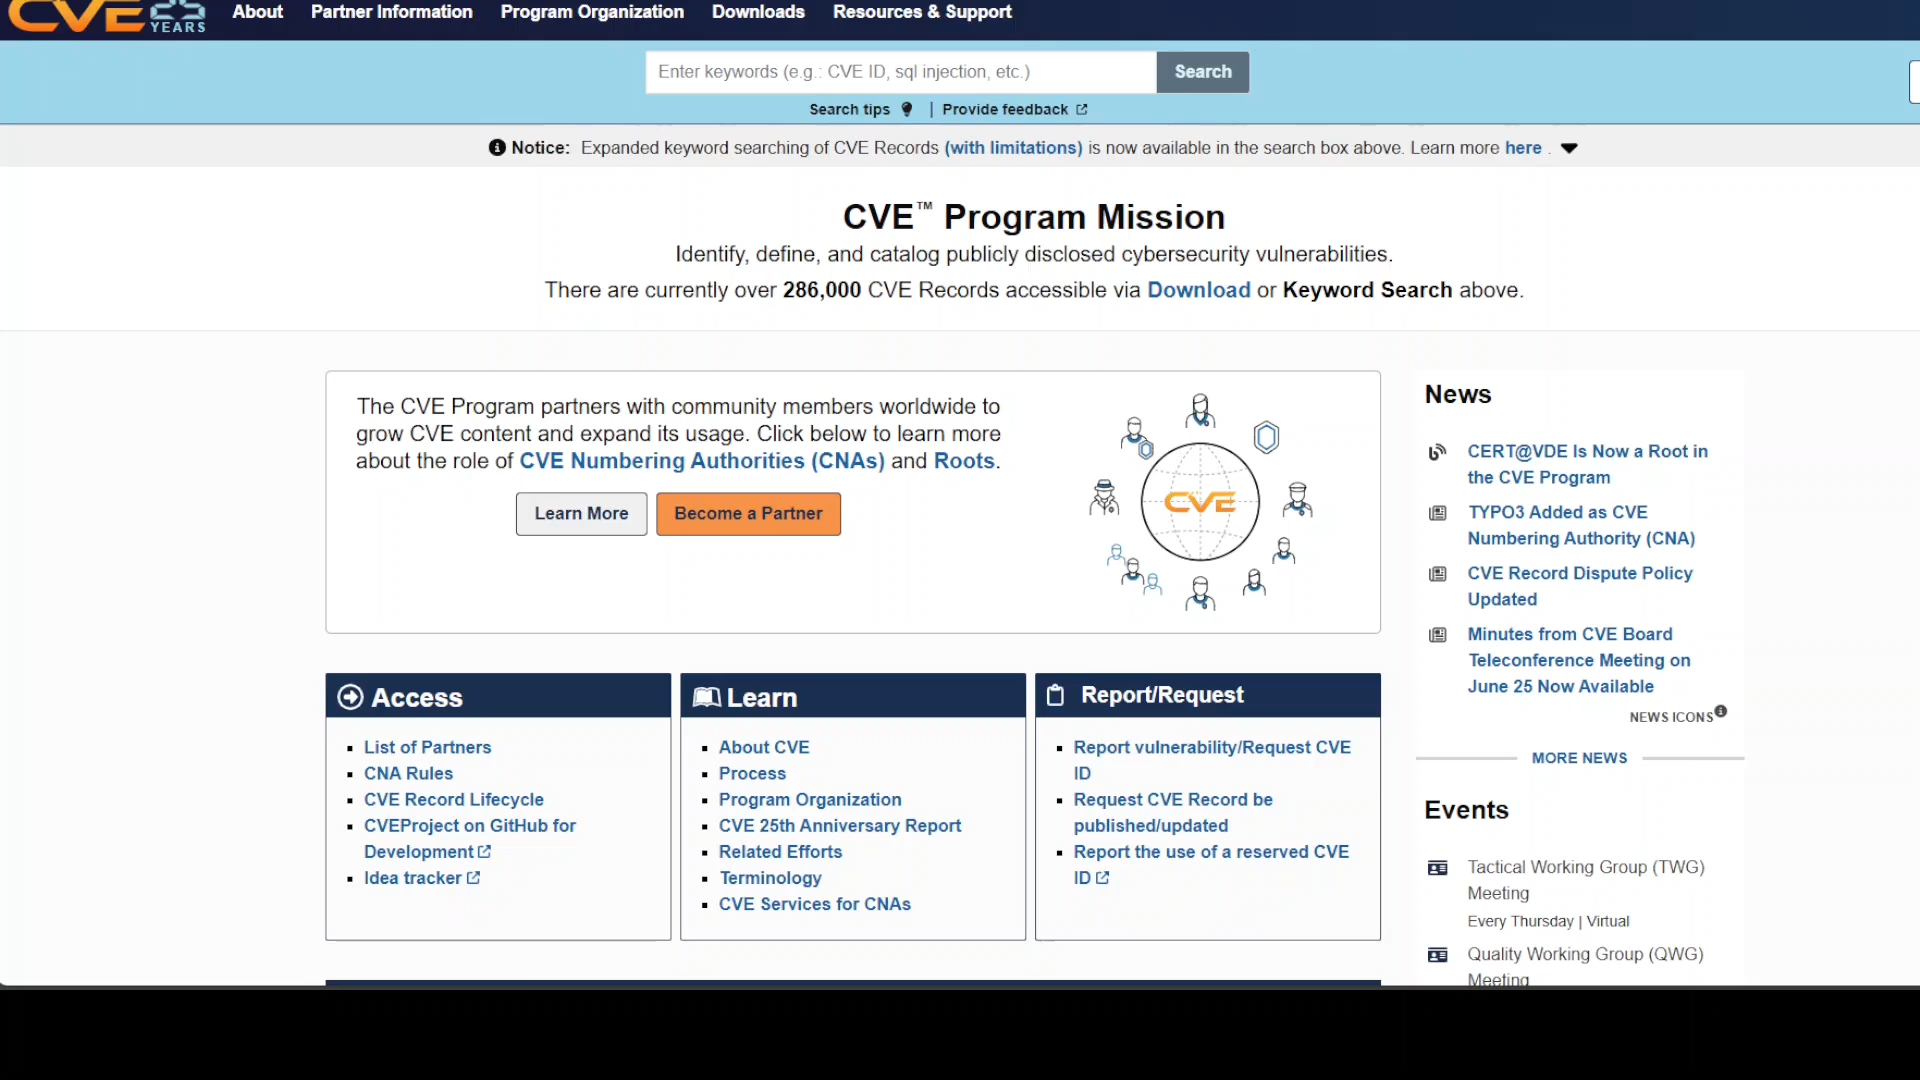 CVE 25 YEARS
About Partner Information Program Organization Downloads Resources & Support
Enter keywords (e.g.: CVE ID, sql injection, etc.) Search
Search tips | Provide feedback
Notice: Expanded keyword searching of CVE Records (with limitations) is now available in the search box above. Learn more here .
CVE™ Program Mission
Identify, define, and catalog publicly disclosed cybersecurity vulnerabilities.
There are currently over 286,000 CVE Records accessible via Download or Keyword Search above.
The CVE Program partners with community members worldwide to
grow CVE content and expand its usage. Click below to learn more
about the role of CVE Numbering Authorities (CNAs) and Roots.
Learn More Become a Partner
CVE
Access
List of Partners
CNA Rules
CVE Record Lifecycle
CVEProject on GitHub for
Development
Idea tracker
Learn
About CVE
Process
Program Organization
CVE 25th Anniversary Report
Related Efforts
Terminology
CVE Services for CNAs
Report/Request
Report vulnerability/Request CVE
ID
Request CVE Record be
published/updated
Report the use of a reserved CVE
ID
News
CERT@VDE Is Now a Root in
the CVE Program
TYPO3 Added as CVE
Numbering Authority (CNA)
CVE Record Dispute Policy
Updated
Minutes from CVE Board
Teleconference Meeting on
June 25 Now Available
NEWS ICONS
MORE NEWS
Events
Tactical Working Group (TWG)
Meeting
Every Thursday | Virtual
Quality Working Group (QWG)
Meeting